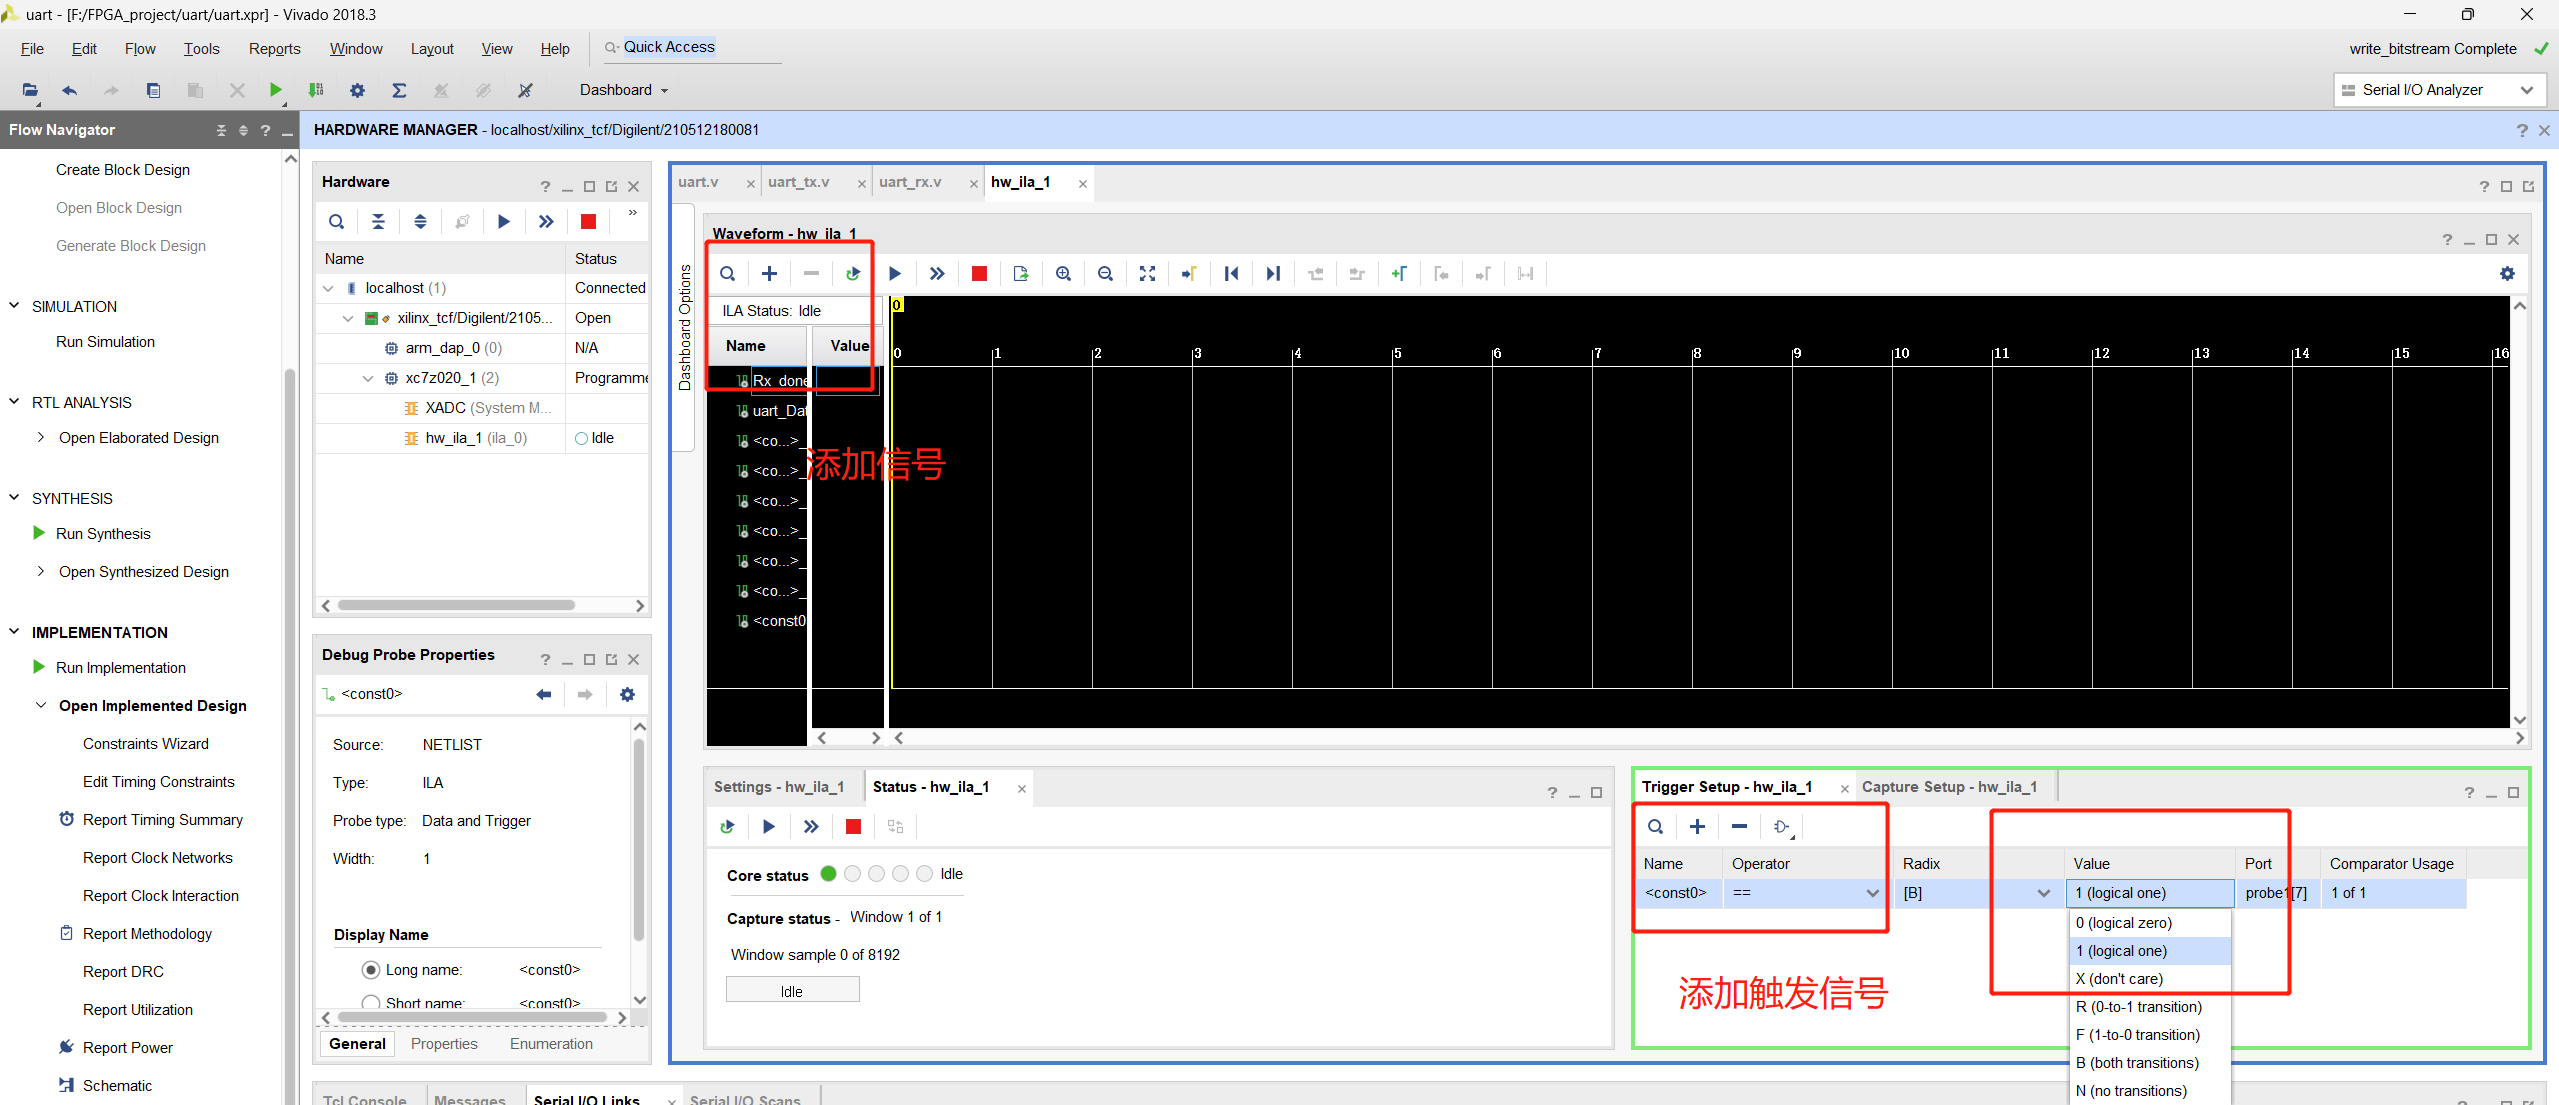 uart - [F:/FPGA_project/uart/uart.xpr] - Vivado 2018.3
File Edit Flow Tools Reports Window Layout View Help Quick Access
write_bitstream Complete
Dashboard
Serial I/O Analyzer
Flow Navigator
HARDWARE MANAGER - localhost/xilinx_tcf/Digilent/210512180081
Create Block Design
Open Block Design
Generate Block Design
SIMULATION
Run Simulation
RTL ANALYSIS
Open Elaborated Design
SYNTHESIS
Run Synthesis
Open Synthesized Design
IMPLEMENTATION
Run Implementation
Open Implemented Design
Constraints Wizard
Edit Timing Constraints
Report Timing Summary
Report Clock Networks
Report Clock Interaction
Report Methodology
Report DRC
Report Utilization
Report Power
Schematic
Hardware
Name Status
localhost (1) Connected
xilinx_tcf/Digilent/2105... Open
arm_dap_0 (0) N/A
xc7z020_1 (2) Programme
XADC (System M...
hw_ila_1 (ila_0) Idle
Debug Probe Properties
<const0>
Source: NETLIST
Type: ILA
Probe type: Data and Trigger
Width: 1
Display Name
Long name: <const0>
Short name: <const0>
General Properties Enumeration
uart.v uart_tx.v uart_rx.v hw_ila_1
Dashboard Options
Waveform - hw_ila_1
ILA Status: Idle
Name Value
0
0 1 2 3 4 5 6 7 8 9 10 11 12 13 14 15 16
Rx_done
uart_Dat
<co...>_
<co...>_
<co...>_
<co...>_
<co...>_
<co...>_
<const0
添加信号
Settings - hw_ila_1 Status - hw_ila_1
Core status Idle
Capture status - Window 1 of 1
Window sample 0 of 8192
Idle
Trigger Setup - hw_ila_1 Capture Setup - hw_ila_1
Name Operator Radix Value Port Comparator Usage
<const0> == [B] 1 (logical one) probe1[7] 1 of 1
0 (logical zero)
1 (logical one)
X (don't care)
R (0-to-1 transition)
F (1-to-0 transition)
B (both transitions)
N (no transitions)
添加触发信号
Tcl Console Messages Serial I/O Links Serial I/O Scans